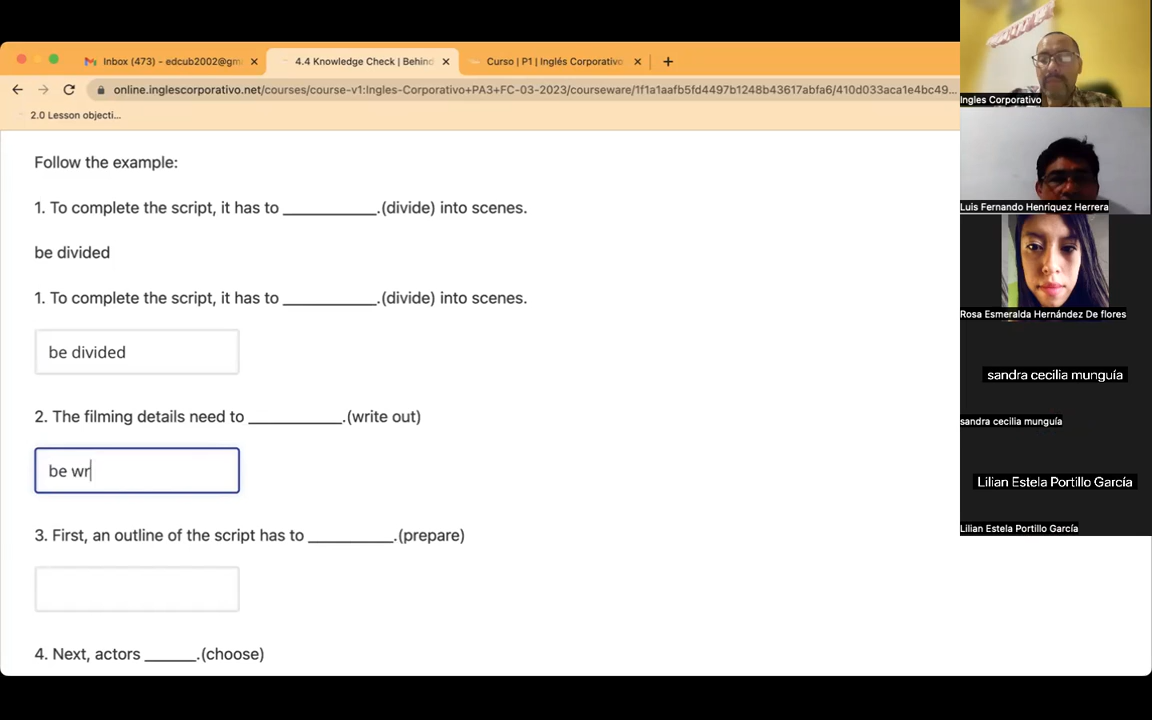 Inbox (473) - edcub2002@gm
4.4 Knowledge Check | Behind
Curso | P1 | Inglés Corporativo
online.inglescorporativo.net/courses/course-v1:Ingles-Corporativo+PA3+FC-03-2023/courseware/1f1a1aafb5fd4497b1248b43617abfa6/410d033aca1e4bc49...
2.0 Lesson objecti...
Follow the example:
1. To complete the script, it has to ____________.(divide) into scenes.
be divided
1. To complete the script, it has to ____________.(divide) into scenes.
be divided
2. The filming details need to ____________.(write out)
be wr
3. First, an outline of the script has to ___________.(prepare)
4. Next, actors _______.(choose)
Ingles Corporativo
Luis Fernando Henriquez Herrera
Rosa Esmeralda Hernández De flores
sandra cecilia munguía
sandra cecilia munguía
Lilian Estela Portillo García
Lilian Estela Portillo García